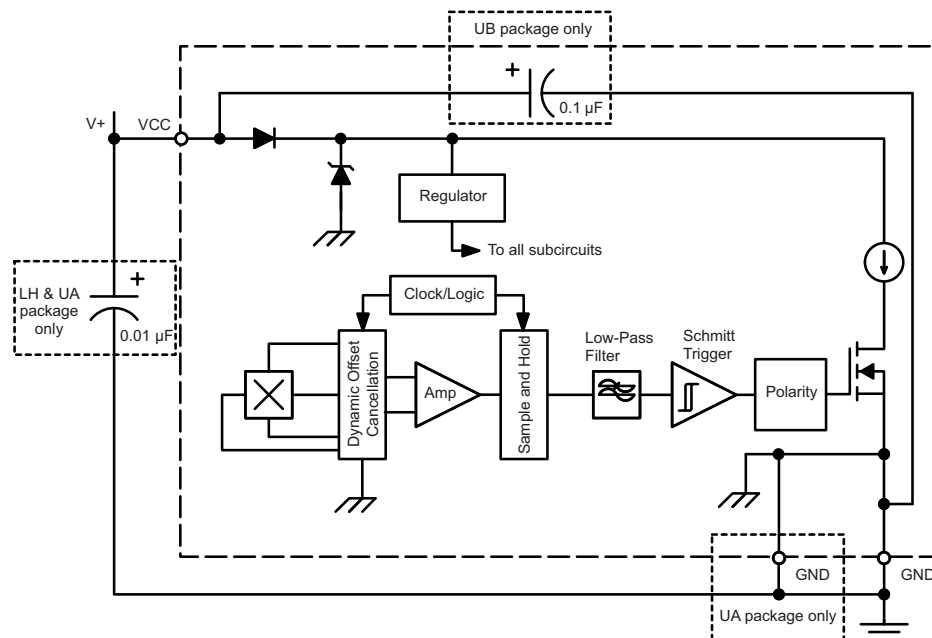 UB package only
+
0.1 µF
V+
VCC
Regulator
To all subcircuits
LH & UA
package
only
+
0.01 µF
Clock/Logic
Dynamic Offset
Cancellation
Amp
Sample and Hold
Low-Pass
Filter
Schmitt
Trigger
Polarity
GND
GND
UA package only